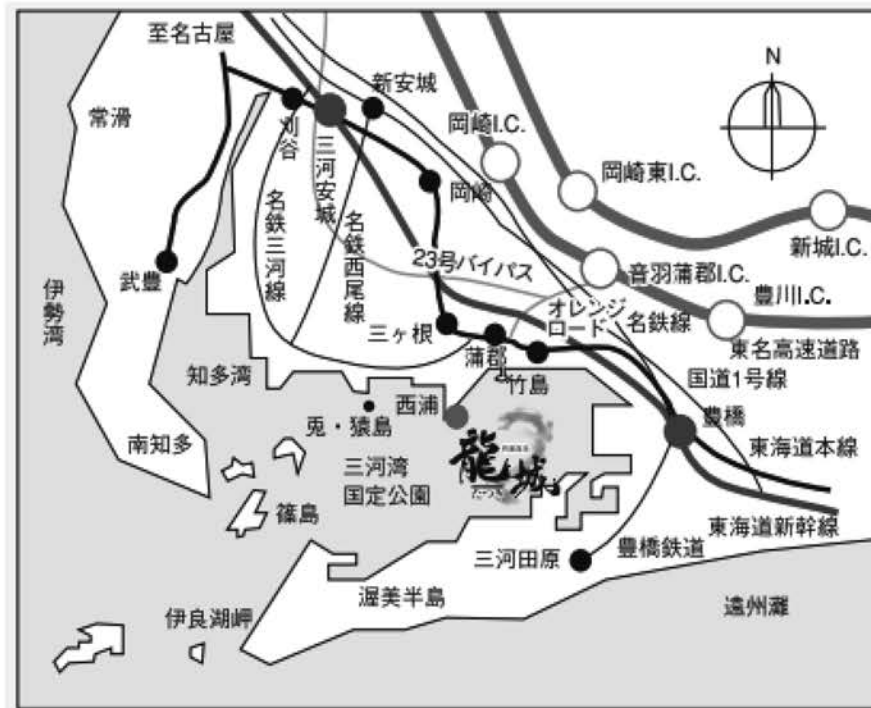 至名古屋
N
常滑
新安城
刈谷
三河安城
岡崎I.C.
岡崎
岡崎東I.C.
名鉄三河線
名鉄西尾線
新城I.C.
23号バイパス
音羽蒲郡I.C.
武豊
伊勢湾
豊川I.C.
オレンジ
ロード
名鉄線
三ヶ根
蒲郡
東名高速道路
竹島
国道1号線
知多湾
西浦
豊橋
兎・猿島
南知多
東海道本線
三河湾
国定公園
龍城
たつき
篠島
東海道新幹線
三河田原
豊橋鉄道
渥美半島
遠州灘
伊良湖岬